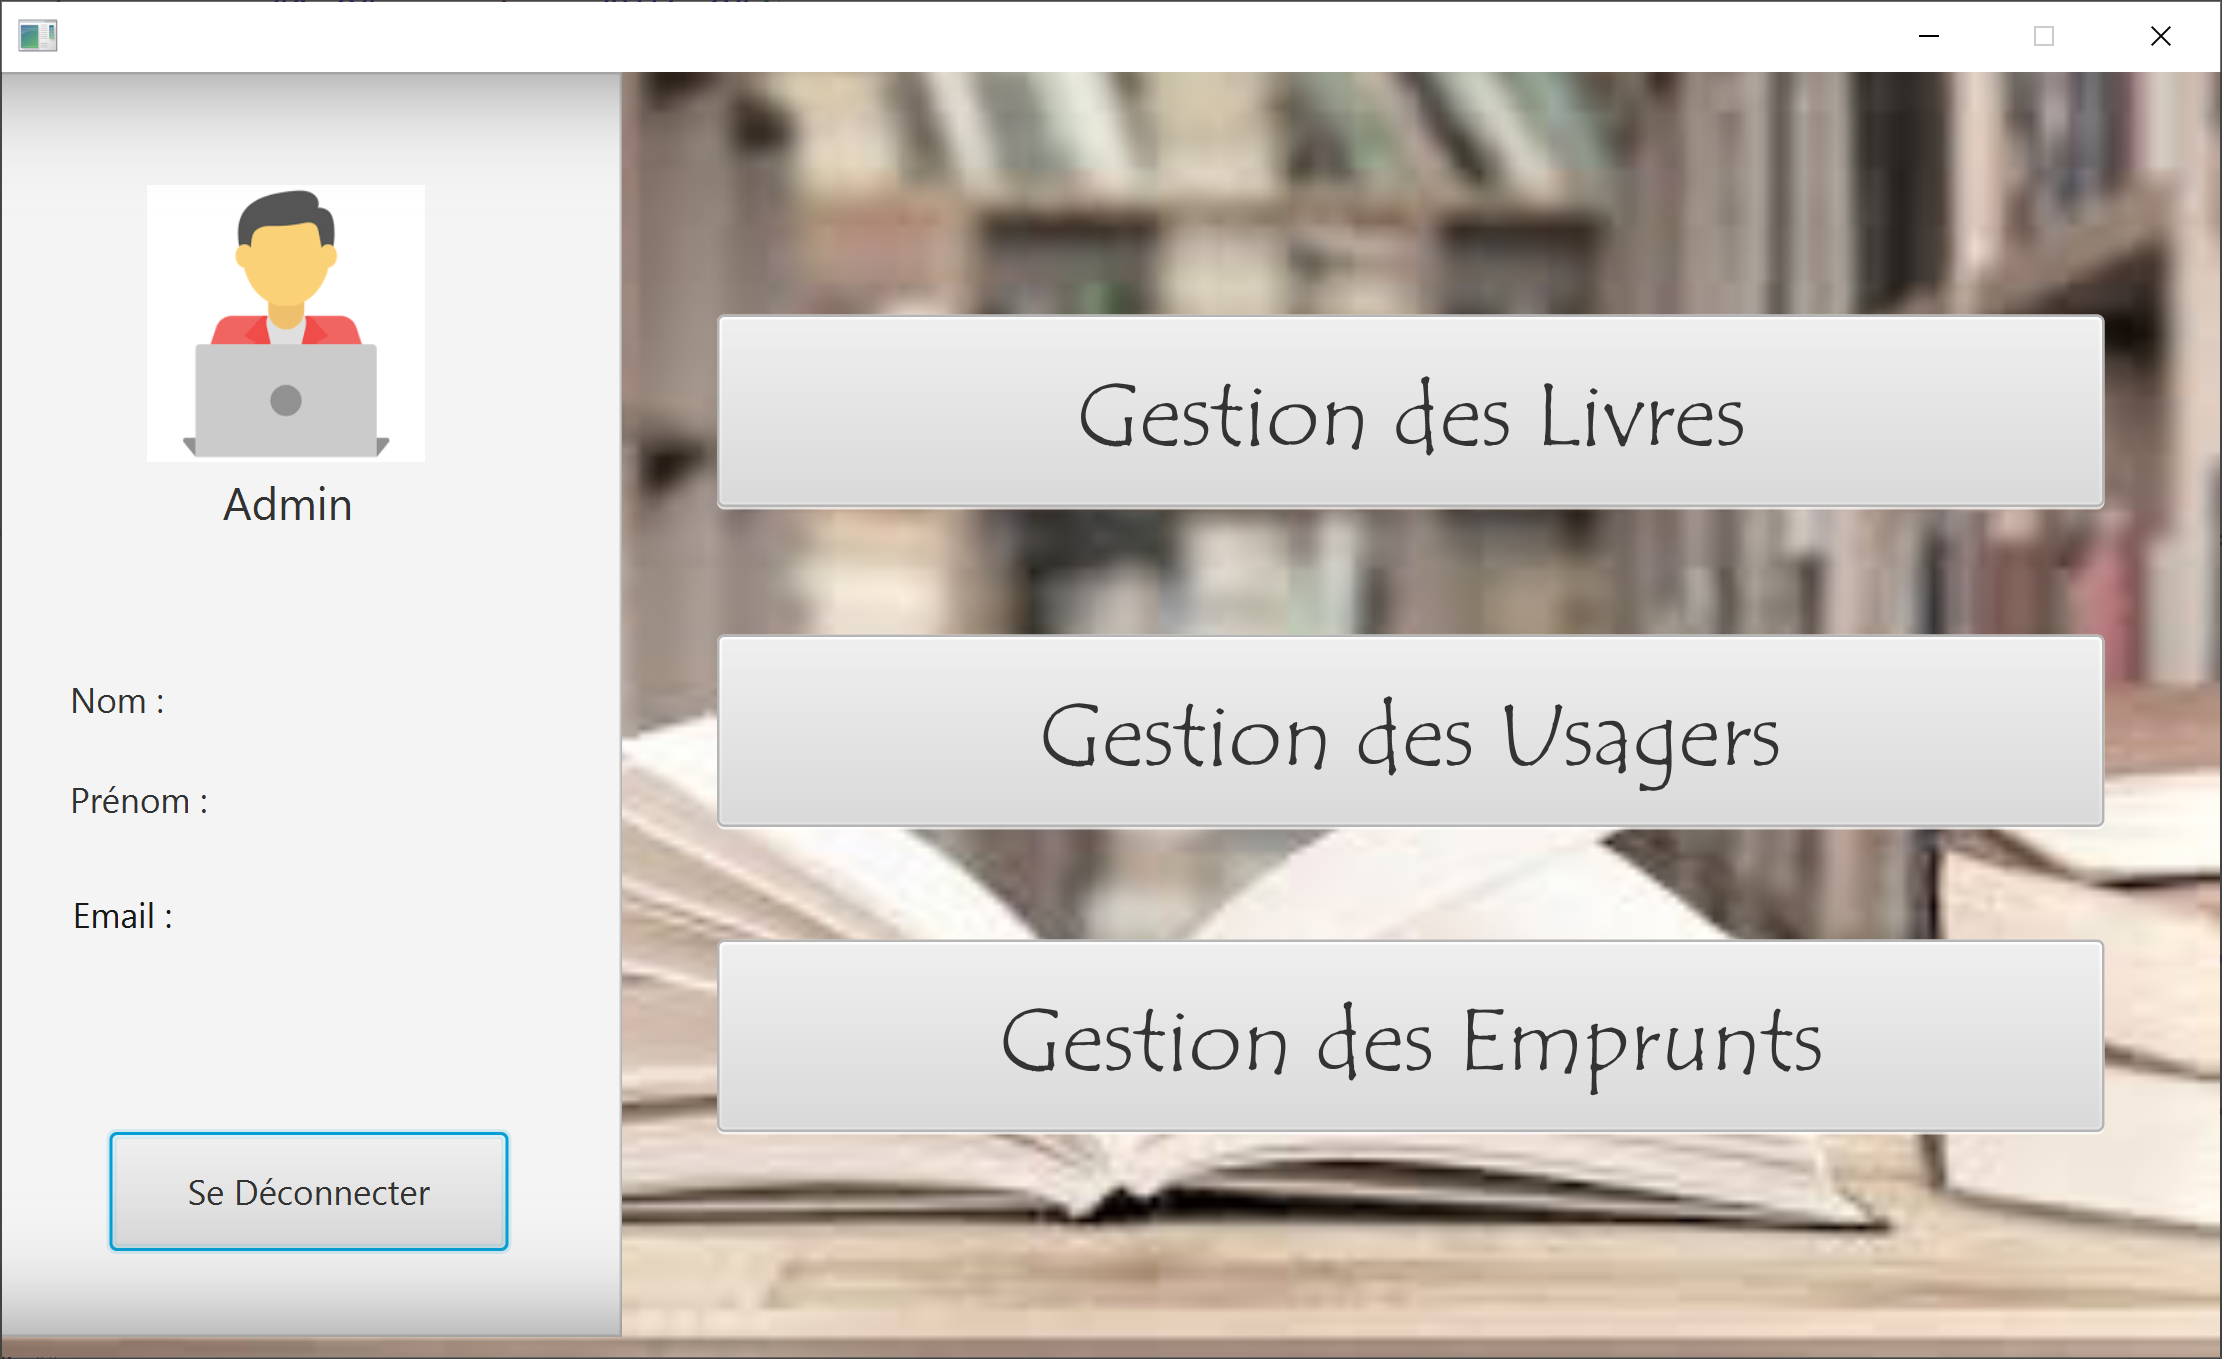 Admin
Nom :
Prénom :
Email :
Se Déconnecter
Gestion des Livres
Gestion des Usagers
Gestion des Emprunts